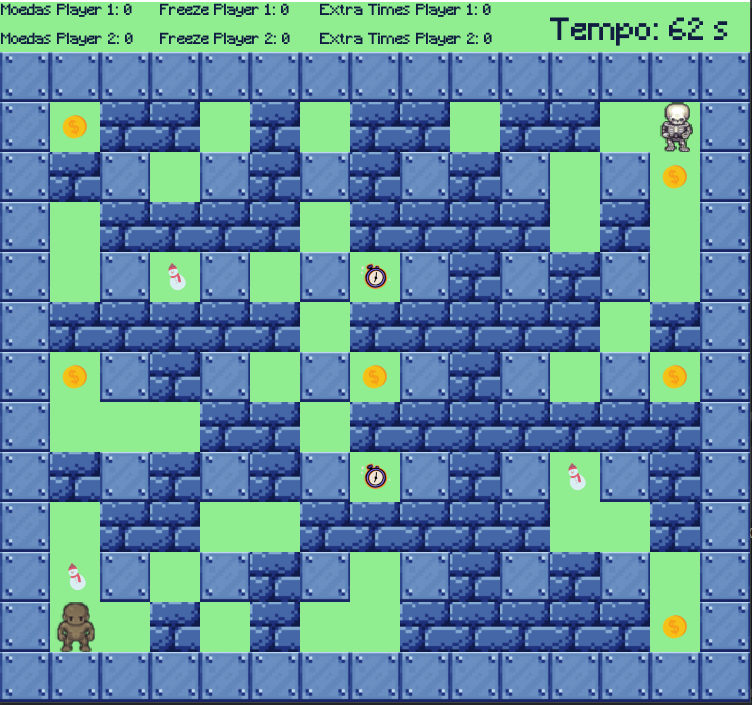 Moedas Player 1: 0 Freeze Player 1: 0 Extra Times Player 1: 0
Tempo: 62 s
Moedas Player 2: 0 Freeze Player 2: 0 Extra Times Player 2: 0